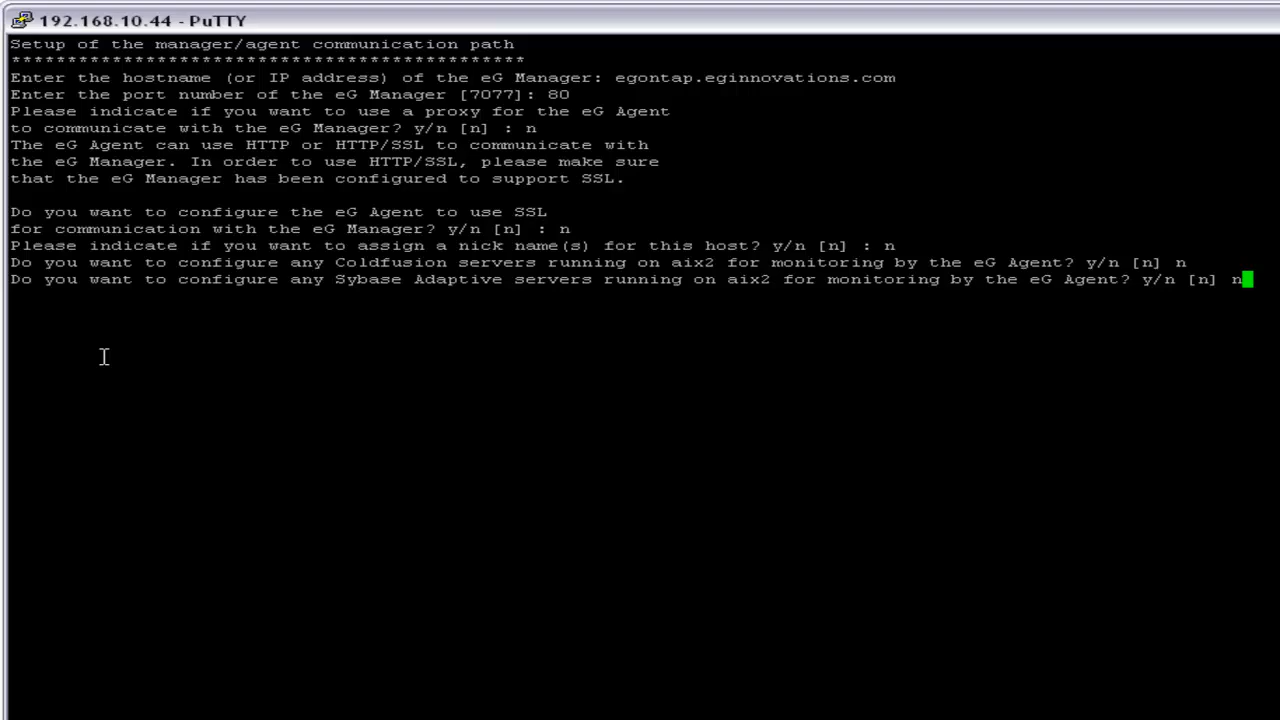 192.168.10.44 - PuTTY
Setup of the manager/agent communication path
***********************************************
Enter the hostname (or IP address) of the eG Manager: egontap.eginnovations.com
Enter the port number of the eG Manager [7077]: 80
Please indicate if you want to use a proxy for the eG Agent
to communicate with the eG Manager? y/n [n] : n
The eG Agent can use HTTP or HTTP/SSL to communicate with
the eG Manager. In order to use HTTP/SSL, please make sure
that the eG Manager has been configured to support SSL.
Do you want to configure the eG Agent to use SSL
for communication with the eG Manager? y/n [n] : n
Please indicate if you want to assign a nick name(s) for this host? y/n [n] : n
Do you want to configure any Coldfusion servers running on aix2 for monitoring by the eG Agent? y/n [n] n
Do you want to configure any Sybase Adaptive servers running on aix2 for monitoring by the eG Agent? y/n [n] n